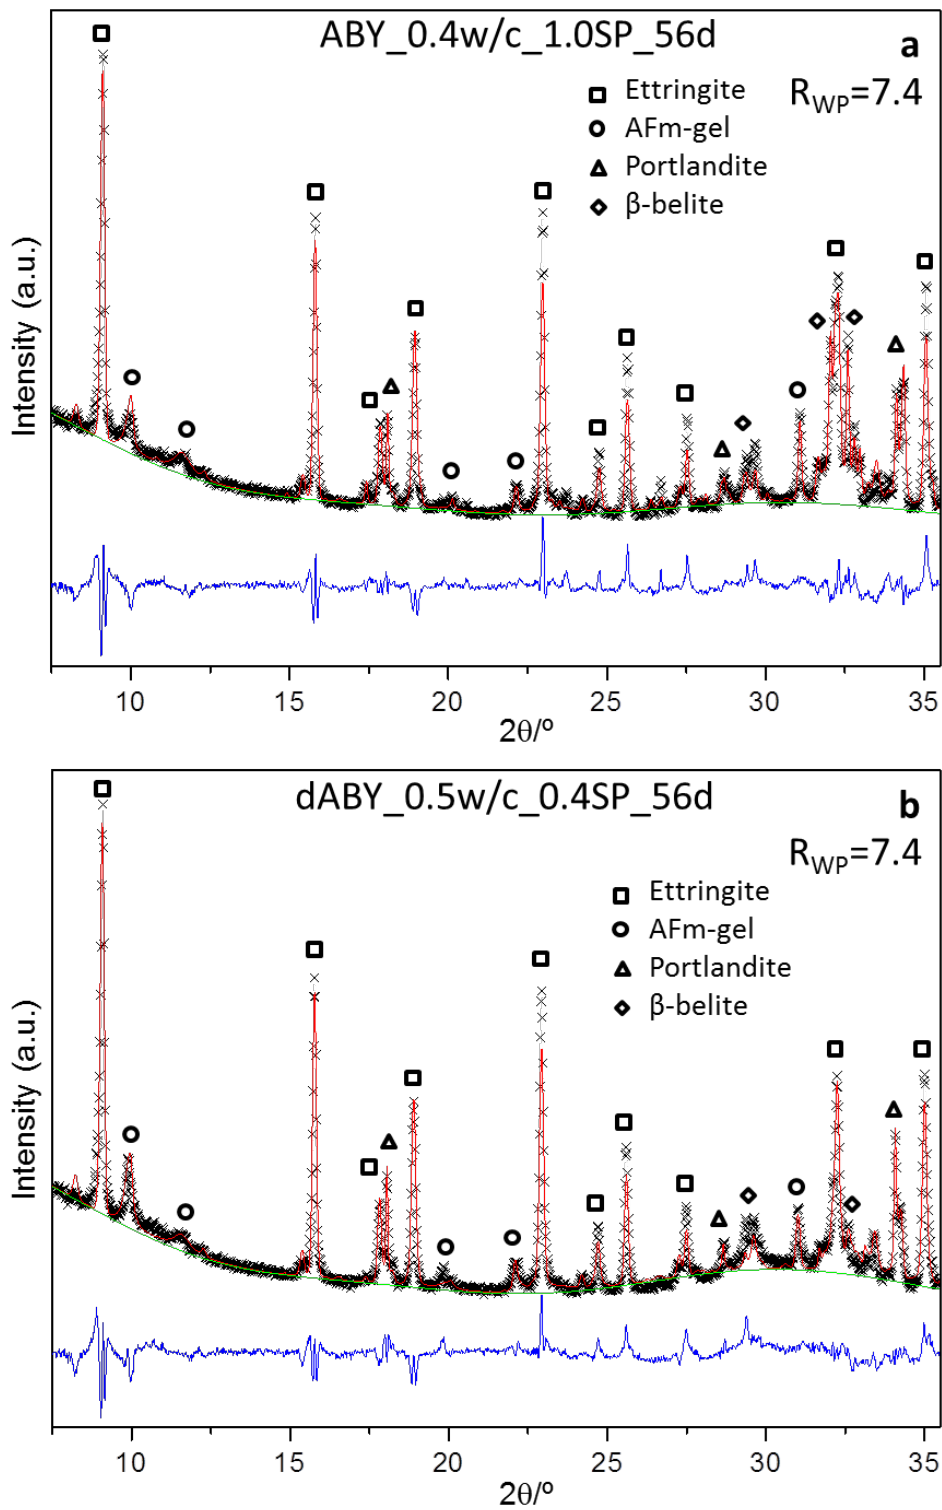 ABY_0.4w/c_1.0SP_56d
a
R_WP=7.4
Ettringite
AFm-gel
Portlandite
β-belite
Intensity (a.u.)
10 15 20 25 30 35
2θ/º
dABY_0.5w/c_0.4SP_56d
b
R_WP=7.4
Ettringite
AFm-gel
Portlandite
β-belite
Intensity (a.u.)
10 15 20 25 30 35
2θ/º